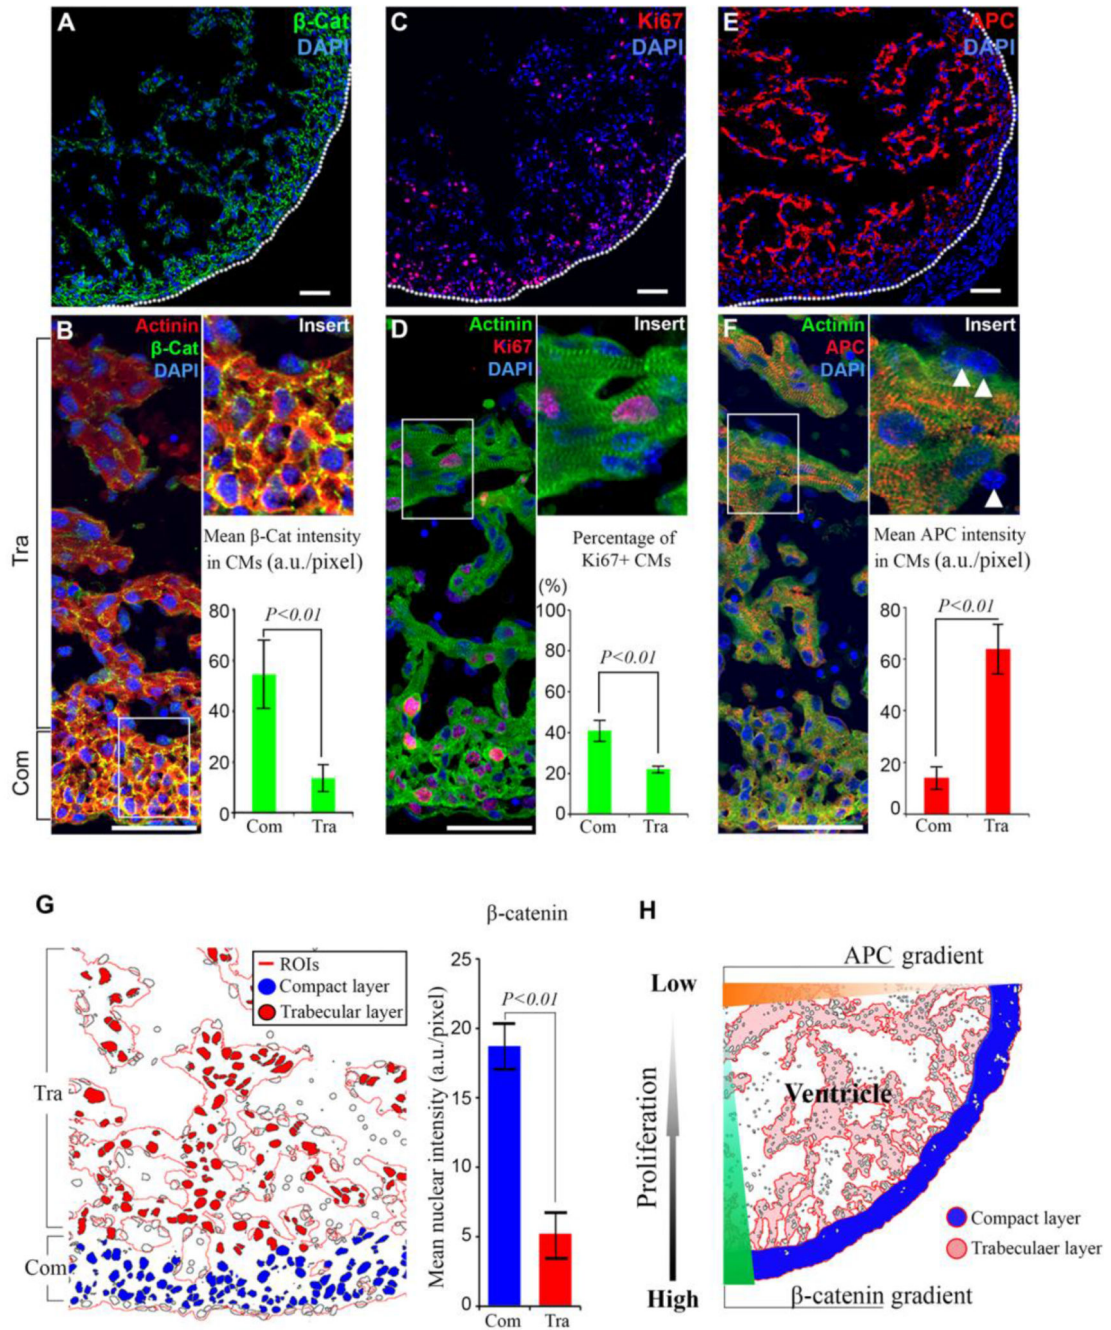 A
β-Cat
DAPI
C
Ki67
DAPI
E
APC
DAPI
Tra
Com
B
Actinin
β-Cat
DAPI
Insert
Mean β-Cat intensity
in CMs (a.u./pixel)
80
60
40
20
0
P<0.01
Com
Tra
D
Actinin
Ki67
DAPI
Insert
Percentage of
Ki67+ CMs
(%)
100
80
60
40
20
0
P<0.01
Com
Tra
F
Actinin
APC
DAPI
Insert
Mean APC intensity
in CMs (a.u./pixel)
80
60
40
20
0
P<0.01
Com
Tra
G
Tra
Com
ROIs
Compact layer
Trabecular layer
β-catenin
Mean nuclear intensity (a.u./pixel)
25
20
15
10
5
0
P<0.01
Com
Tra
H
APC gradient
Low
Proliferation
High
Ventricle
Compact layer
Trabeculaer layer
β-catenin gradient